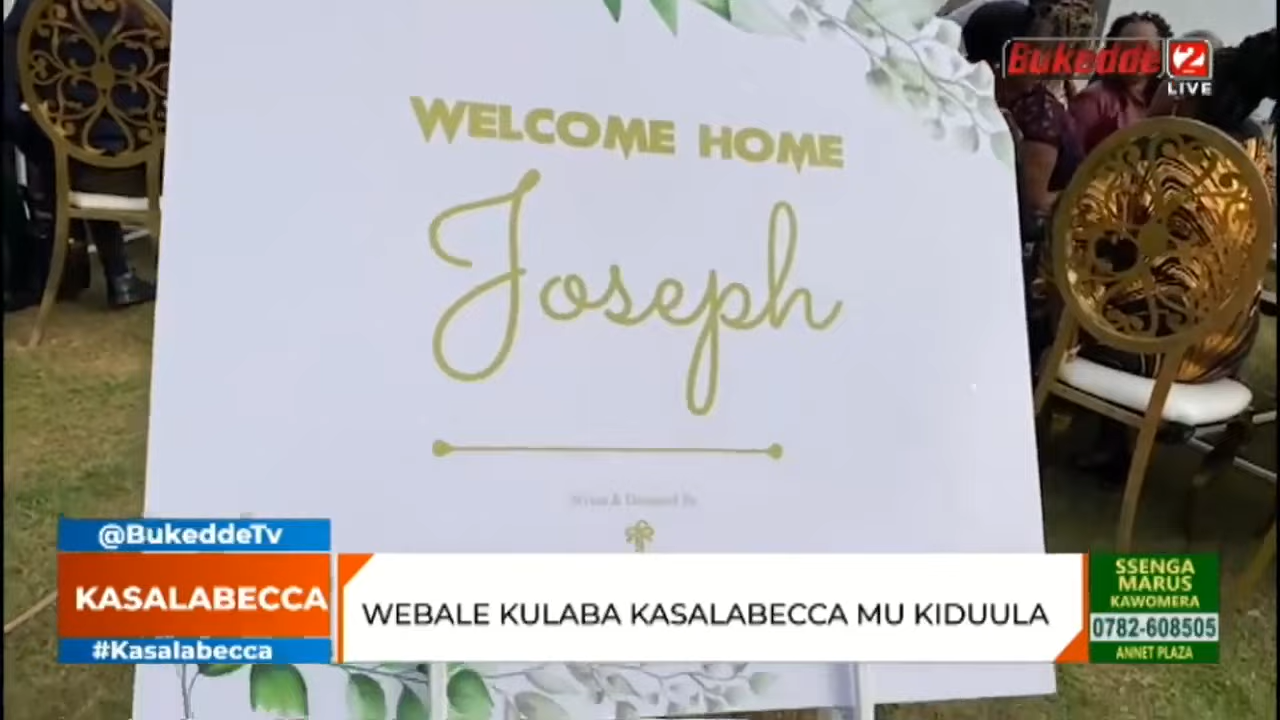 Bukedde 2
LIVE
WELCOME HOME
Joseph
@BukeddeTv
KASALABECCA
#Kasalabecca
WEBALE KULABA KASALABECCA MU KIDUULA
SSENGA
MARUS
KAWOMERA
0782-608505
ANNET PLAZA